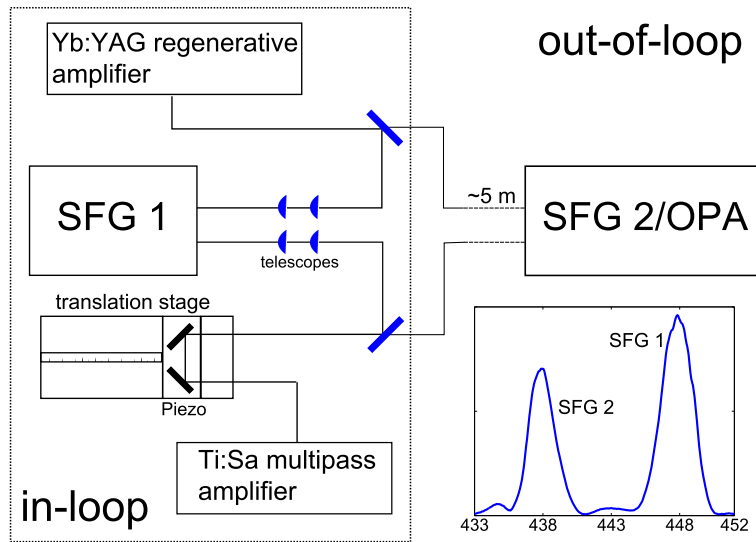 Yb:YAG regenerative
amplifier
out-of-loop
SFG 1
telescopes
~5 m
SFG 2/OPA
translation stage
Piezo
Ti:Sa multipass
amplifier
in-loop
SFG 1
SFG 2
433 438 443 448 452